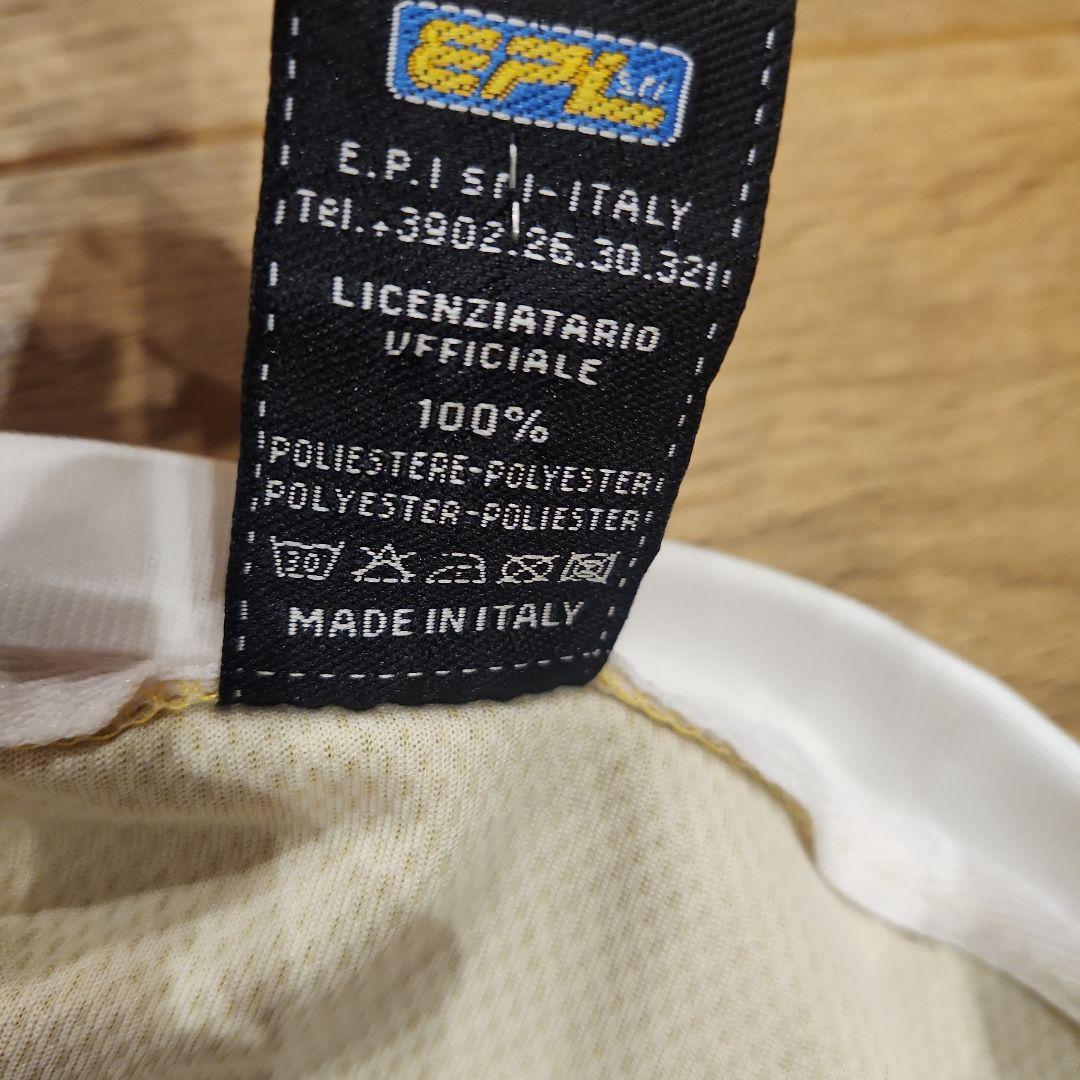 EPL srl
E.P.I srl-ITALY
Tel.+3902.26.30.321
LICENZIATARIO
UFFICIALE
100%
POLIESTERE-POLYESTER
POLYESTER-POLIESTER
30
MADE IN ITALY